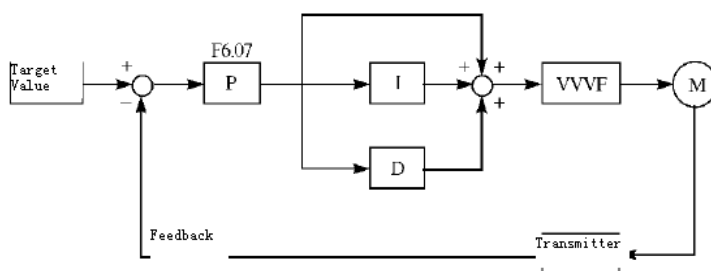 F6.07
Target
Value
+
−
P
I
D
+
+
+
VVVF
M
Feedback
Transmitter